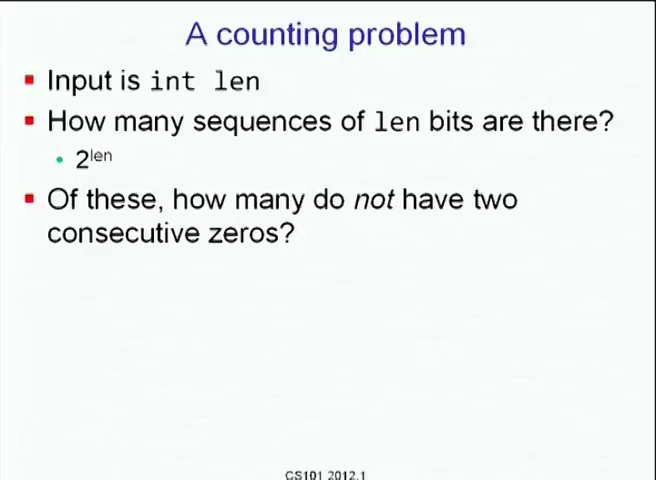 A counting problem
Input is int len
How many sequences of len bits are there?
2^len
Of these, how many do not have two
consecutive zeros?
CS101 2012.1